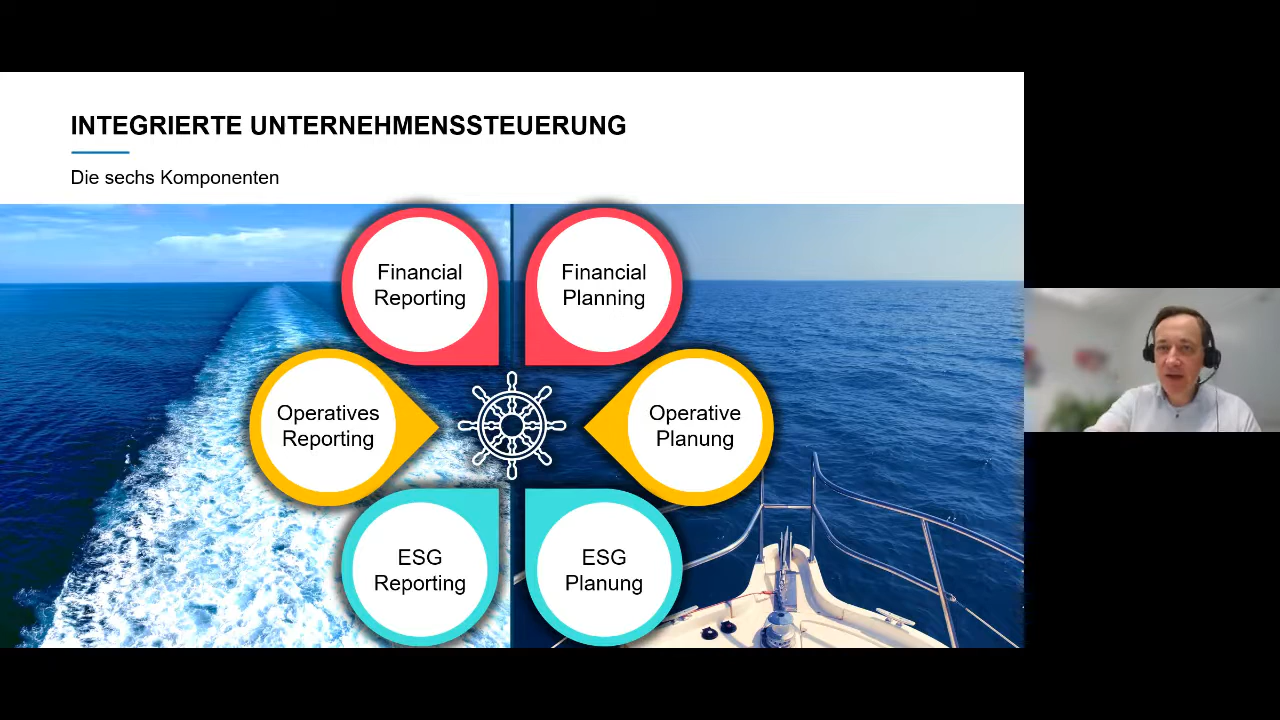 INTEGRIERTE UNTERNEHMENSSTEUERUNG
Die sechs Komponenten
Financial
Reporting
Financial
Planning
Operatives
Reporting
Operative
Planung
ESG
Reporting
ESG
Planung